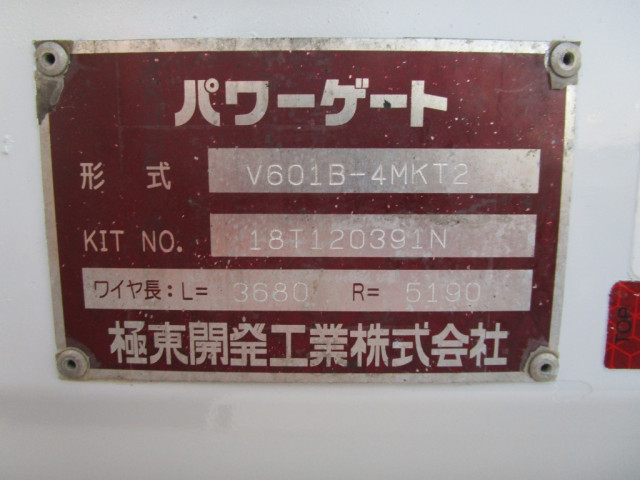 パワーゲート
形 式 V601B-4MKT2
KIT NO. 18T120391N
ワイヤ長:L= 3680 R= 5190
極東開発工業株式会社
TOP